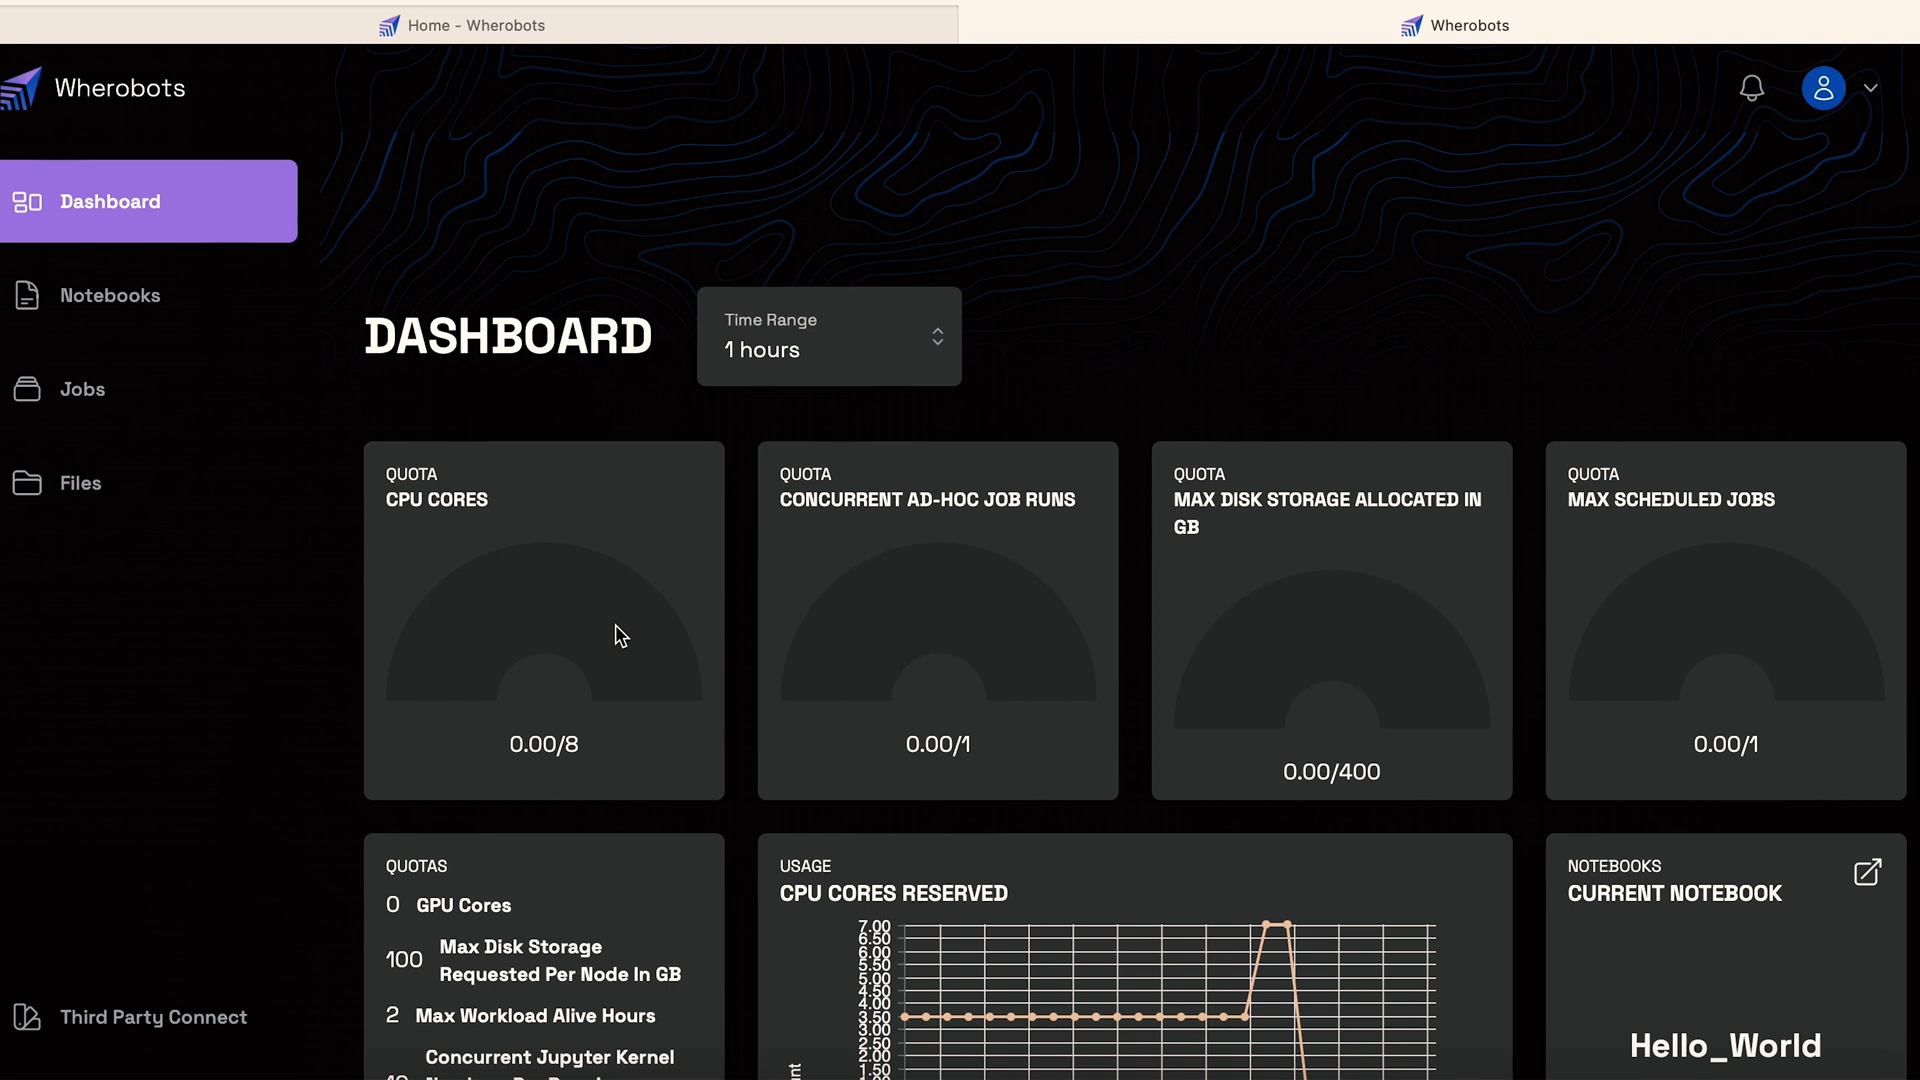 Home - Wherobots
Wherobots
Wherobots
Dashboard
Notebooks
Jobs
Files
Third Party Connect
DASHBOARD
Time Range
1 hours
QUOTA
CPU CORES
0.00/8
QUOTA
CONCURRENT AD-HOC JOB RUNS
0.00/1
QUOTA
MAX DISK STORAGE ALLOCATED IN
GB
0.00/400
QUOTA
MAX SCHEDULED JOBS
0.00/1
QUOTAS
0 GPU Cores
100 Max Disk Storage
Requested Per Node In GB
2 Max Workload Alive Hours
Concurrent Jupyter Kernel
USAGE
CPU CORES RESERVED
7.00
6.50
6.00
5.50
5.00
4.50
4.00
3.50
3.00
2.50
2.00
1.50
NOTEBOOKS
CURRENT NOTEBOOK
Hello_World